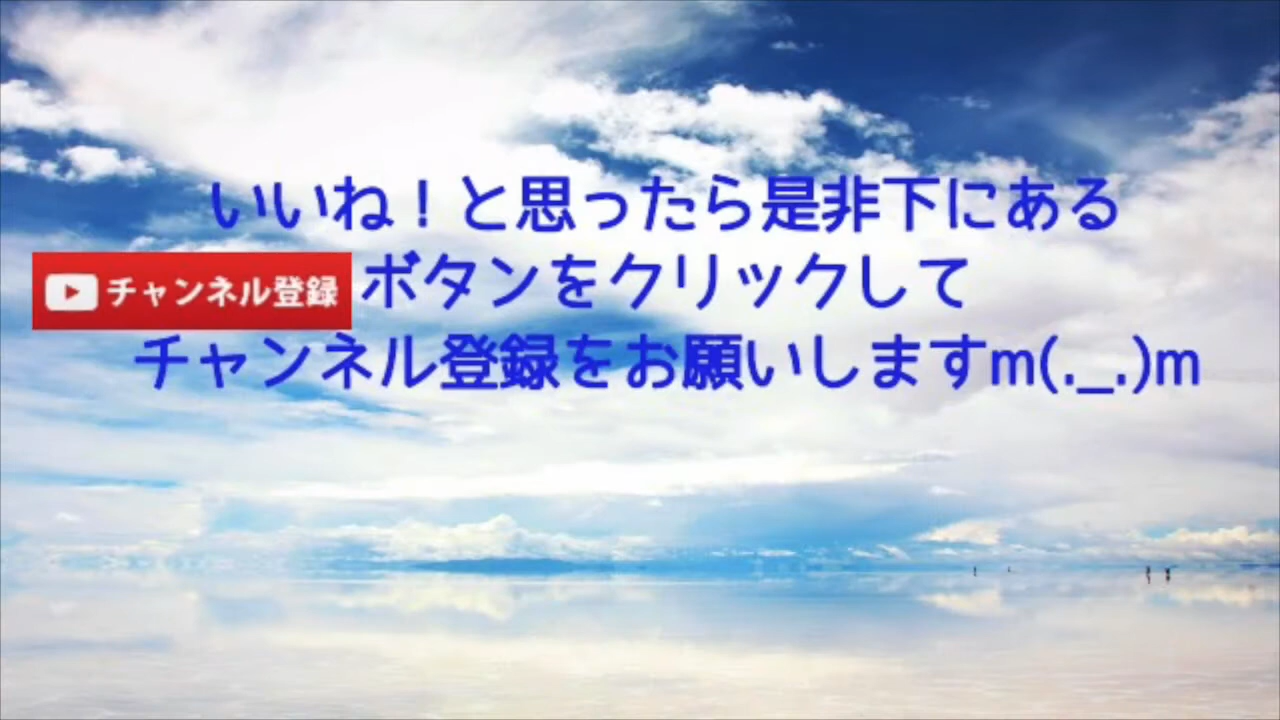 いいね！と思ったら是非下にある
チャンネル登録 ボタンをクリックして
チャンネル登録をお願いしますm(._.)m